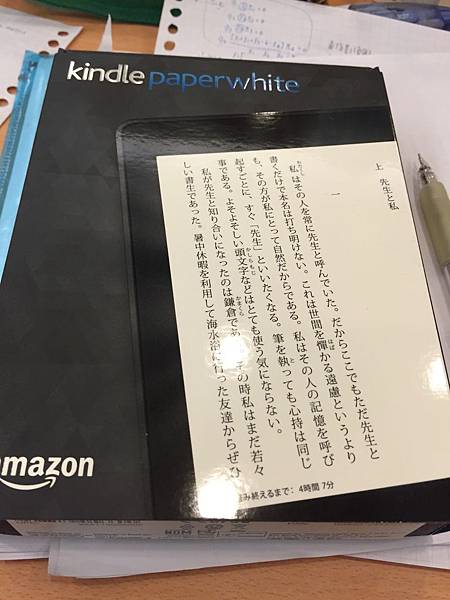 kindle paperwhite
上 先生と私
一
私はその人を常に先生と呼んでいた。だからここでもただ先生と
書くだけで本名は打ち明けない。これは世間を憚かる遠慮というより
も、その方が私にとって自然だからである。私はその人の記憶を呼び
起すごとに、すぐ「先生」といいたくなる。筆を執っても心持は同じ
事である。よそよそしい頭文字などはとても使う気にならない。
私が先生と知り合いになったのは鎌倉であ の時私はまだ若々
しい書生であった。暑中休暇を利用して海水浴に行った友達からぜひ
み終えるまで: 4時間 7分
amazon